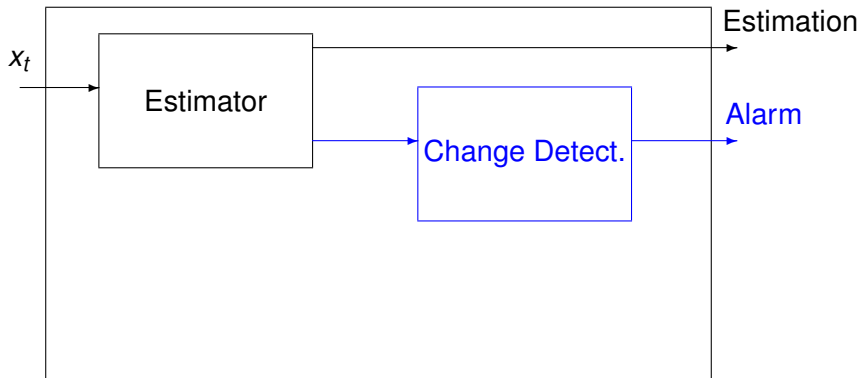 Estimation
x_t
Estimator
Alarm
Change Detect.